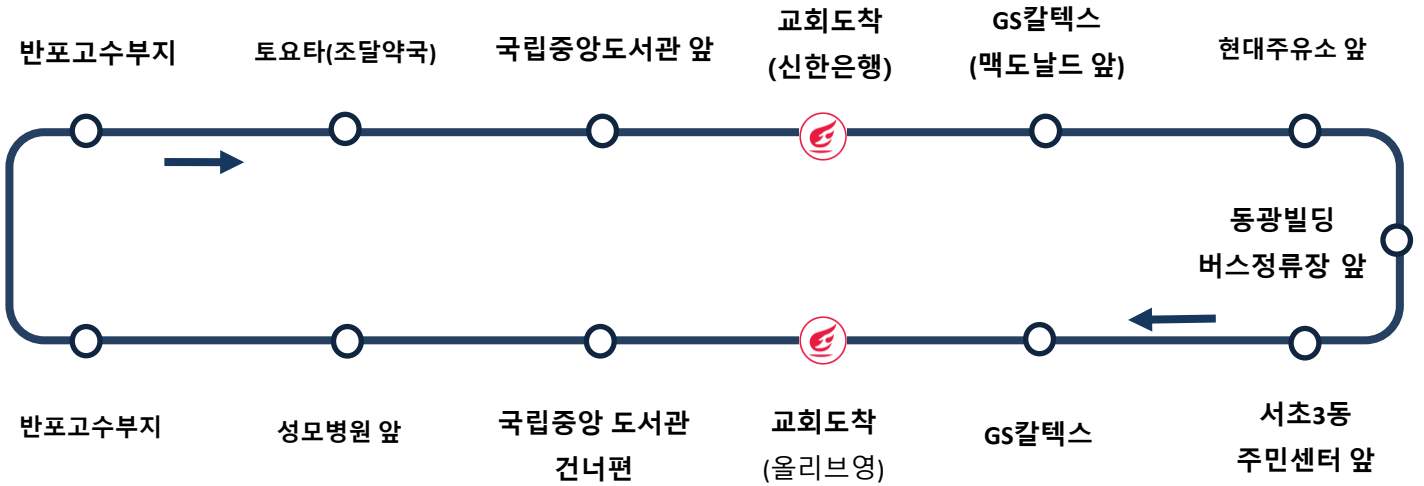 반포고수부지
토요타(조달약국)
국립중앙도서관 앞
교회도착
(신한은행)
GS칼텍스
(맥도날드 앞)
현대주유소 앞
동광빌딩
버스정류장 앞
반포고수부지
성모병원 앞
국립중앙 도서관
건너편
교회도착
(올리브영)
GS칼텍스
서초3동
주민센터 앞